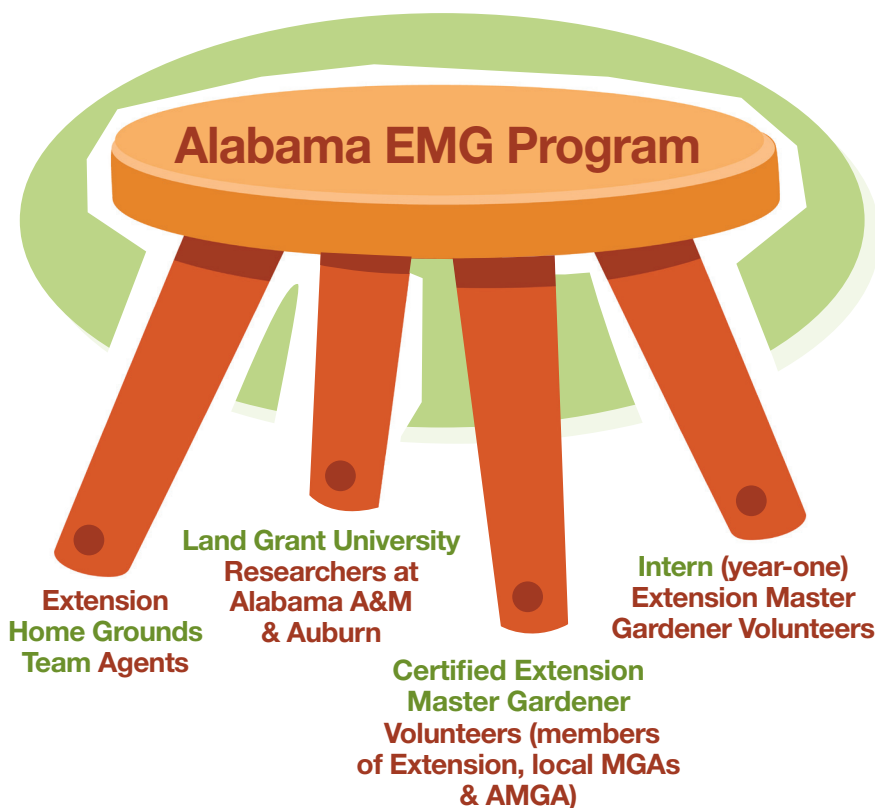 Alabama EMG Program
Extension
Home Grounds
Team Agents
Land Grant University
Researchers at
Alabama A&M
& Auburn
Certified Extension
Master Gardener
Volunteers (members
of Extension, local MGAs
& AMGA)
Intern (year-one)
Extension Master
Gardener Volunteers